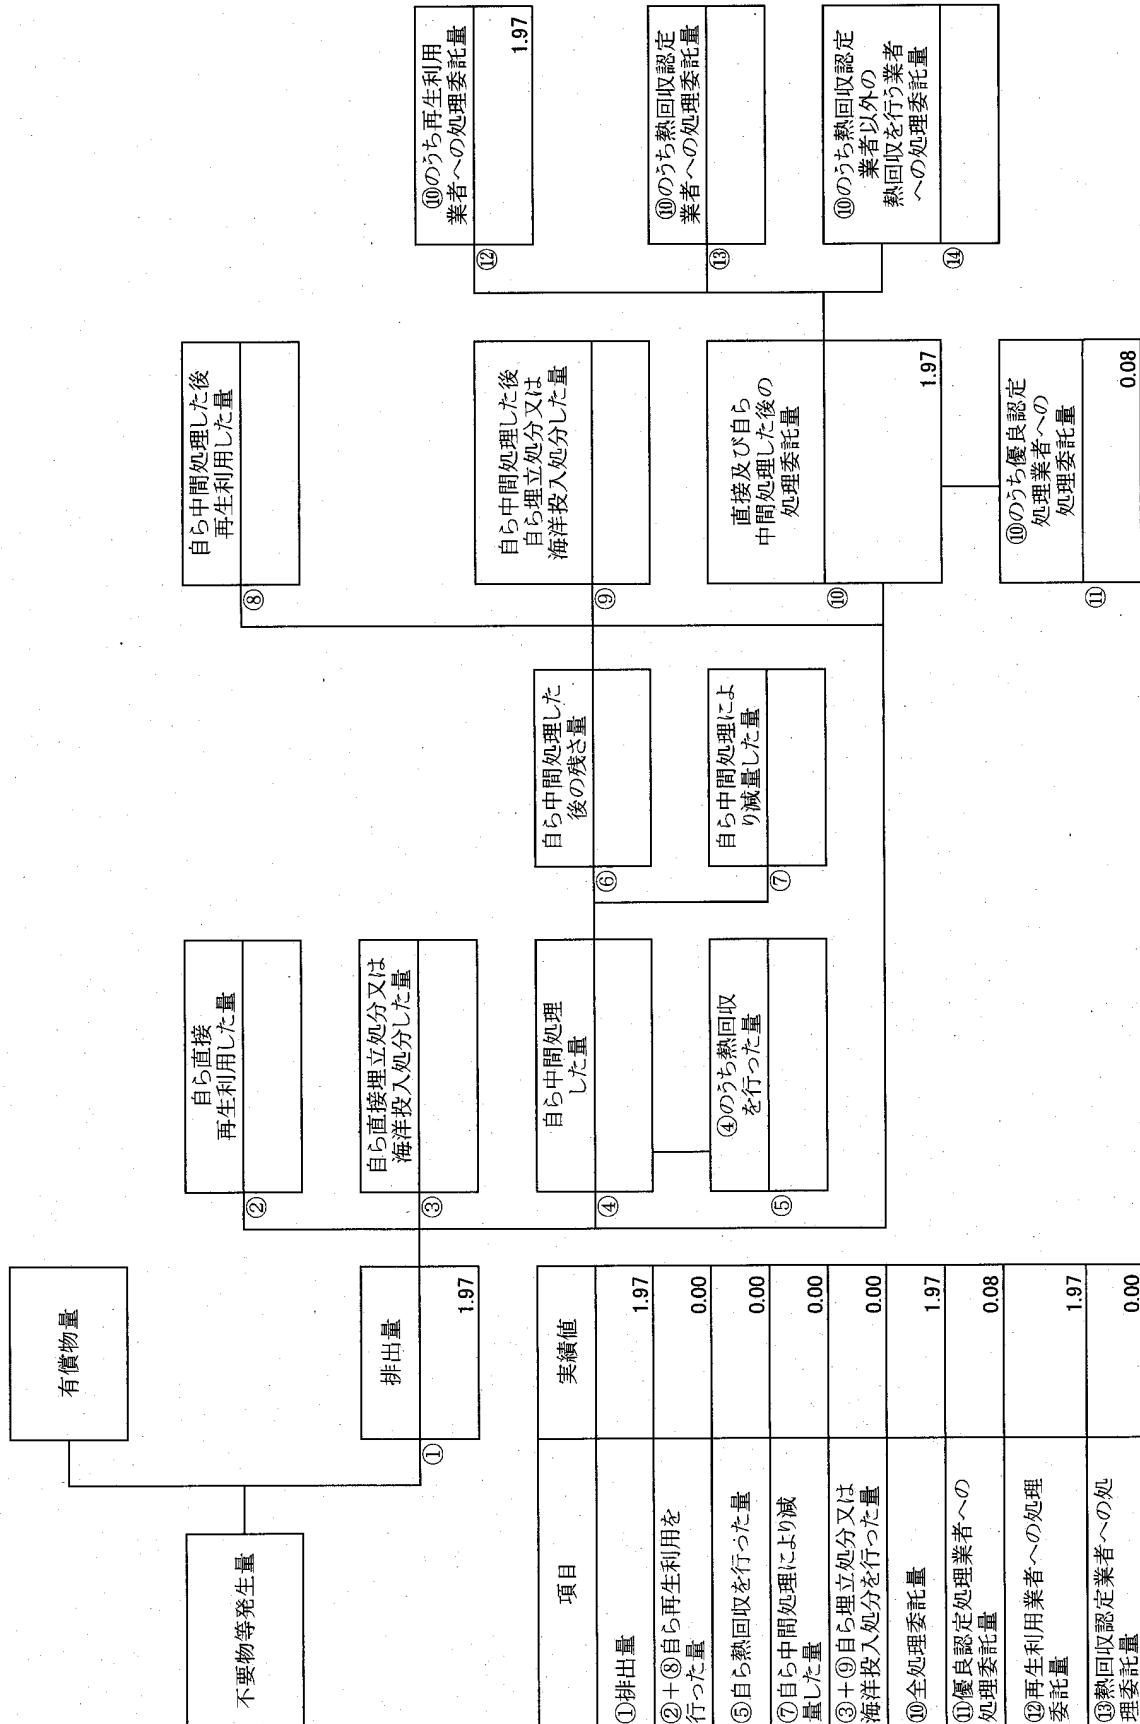 不要物等発生量
有償物量
排出量
①
1.97
自ら直接
再生利用した量
②
自ら直接埋立処分又は
海洋投入処分した量
③
自ら中間処理
した量
④
④のうち熱回収
を行った量
⑤
自ら中間処理した
後の残さ量
⑥
自ら中間処理によ
り減量した量
⑦
自ら中間処理した後
再生利用した量
⑧
自ら中間処理した後
自ら埋立処分又は
海洋投入処分した量
⑨
直接及び自ら
中間処理した後の
処理委託量
⑩
1.97
⑩のうち優良認定
処理業者への
処理委託量
⑪
0.08
⑩のうち再生利用
業者への処理委託量
⑫
1.97
⑩のうち熱回収認定
業者への処理委託量
⑬
⑩のうち熱回収認定
業者以外の
熱回収を行う業者
への処理委託量
⑭
項目
実績値
①排出量
1.97
②+⑧自ら再生利用を
行った量
0.00
⑤自ら熱回収を行った量
0.00
⑦自ら中間処理により減
量した量
0.00
③+⑨自ら埋立処分又は
海洋投入処分を行った量
0.00
⑩全処理委託量
1.97
⑪優良認定処理業者への
処理委託量
0.08
⑫再生利用業者への処理
委託量
1.97
⑬熱回収認定業者への処
理委託量
0.00